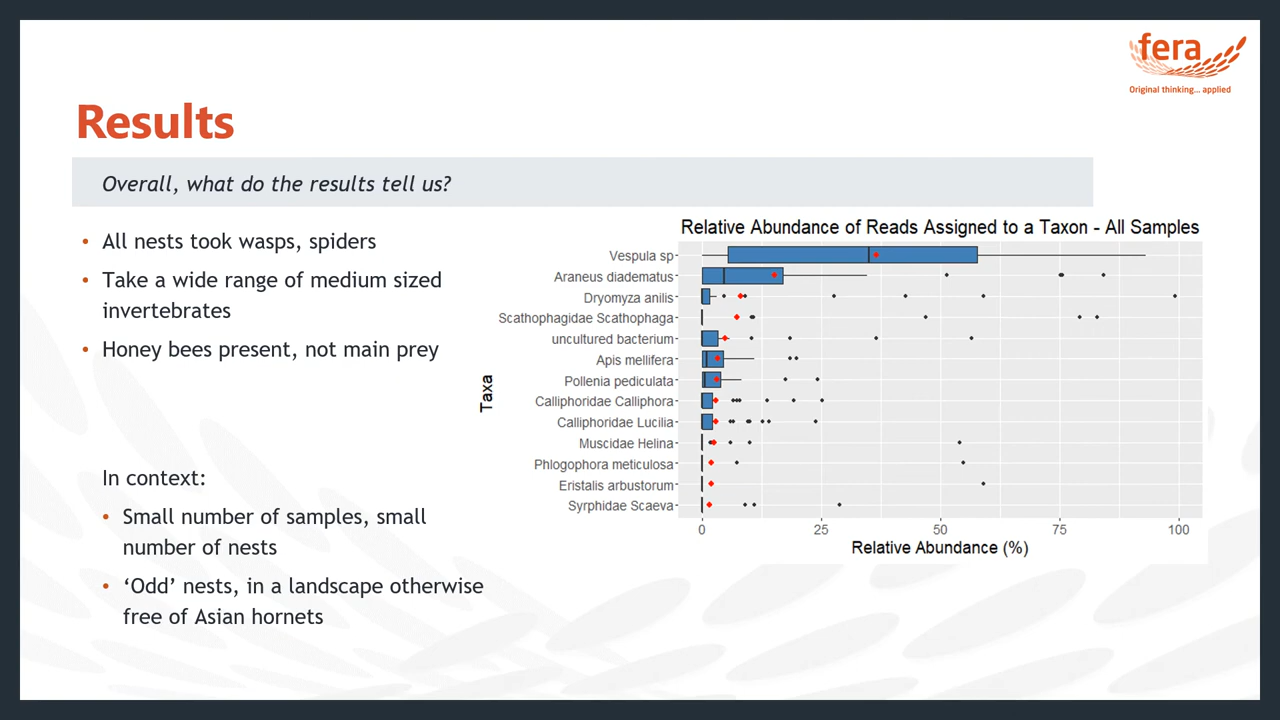 fera
Original thinking... applied
Results
Overall, what do the results tell us?
• All nests took wasps, spiders
• Take a wide range of medium sized
invertebrates
• Honey bees present, not main prey
In context:
• Small number of samples, small
number of nests
• ‘Odd’ nests, in a landscape otherwise
free of Asian hornets
Relative Abundance of Reads Assigned to a Taxon - All Samples
Taxa
Vespula sp
Araneus diadematus
Dryomyza anilis
Scathophagidae Scathophaga
uncultured bacterium
Apis mellifera
Pollenia pediculata
Calliphoridae Calliphora
Calliphoridae Lucilia
Muscidae Helina
Phlogophora meticulosa
Eristalis arbustorum
Syrphidae Scaeva
0 25 50 75 100
Relative Abundance (%)